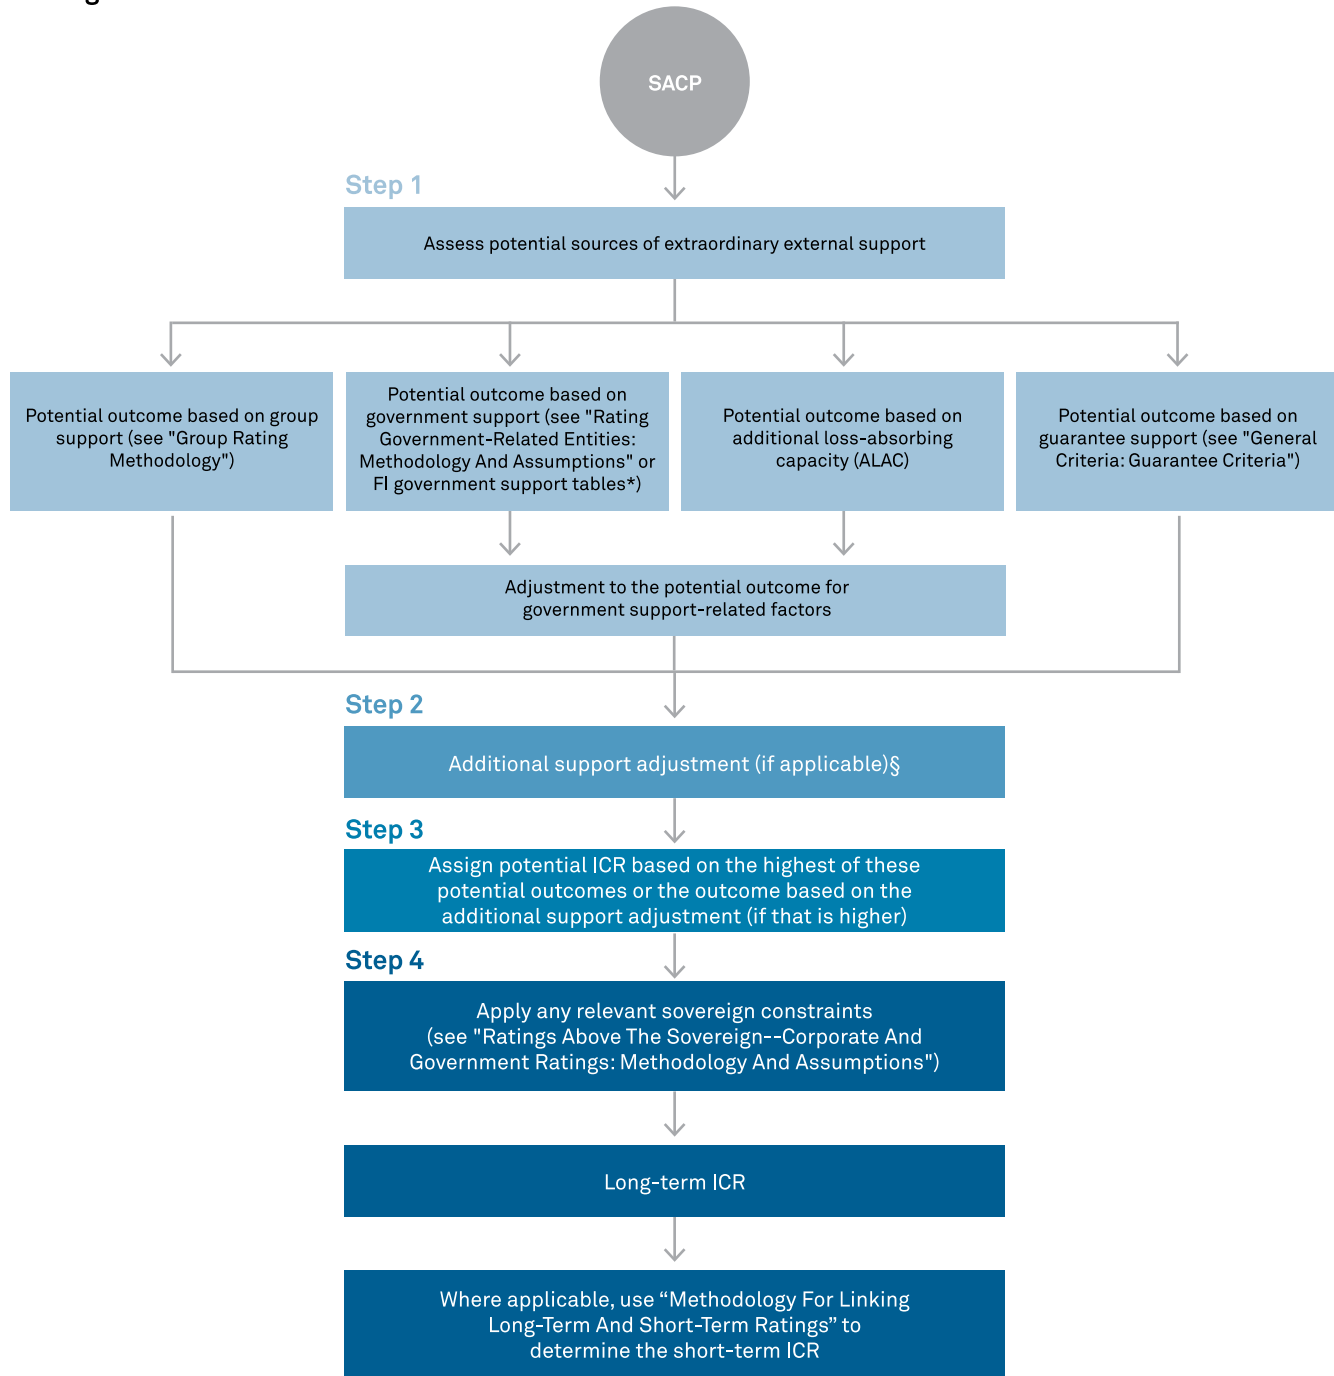 SACP
Step 1
Assess potential sources of extraordinary external support
Potential outcome based on group
support (see "Group Rating
Methodology")
Potential outcome based on
government support (see "Rating
Government-Related Entities:
Methodology And Assumptions" or
FI government support tables*)
Potential outcome based on
additional loss-absorbing
capacity (ALAC)
Potential outcome based on
guarantee support (see "General
Criteria: Guarantee Criteria")
Adjustment to the potential outcome for
government support-related factors
Step 2
Additional support adjustment (if applicable)§
Step 3
Assign potential ICR based on the highest of these
potential outcomes or the outcome based on the
additional support adjustment (if that is higher)
Step 4
Apply any relevant sovereign constraints
(see "Ratings Above The Sovereign--Corporate And
Government Ratings: Methodology And Assumptions")
Long-term ICR
Where applicable, use “Methodology For Linking
Long-Term And Short-Term Ratings” to
determine the short-term ICR